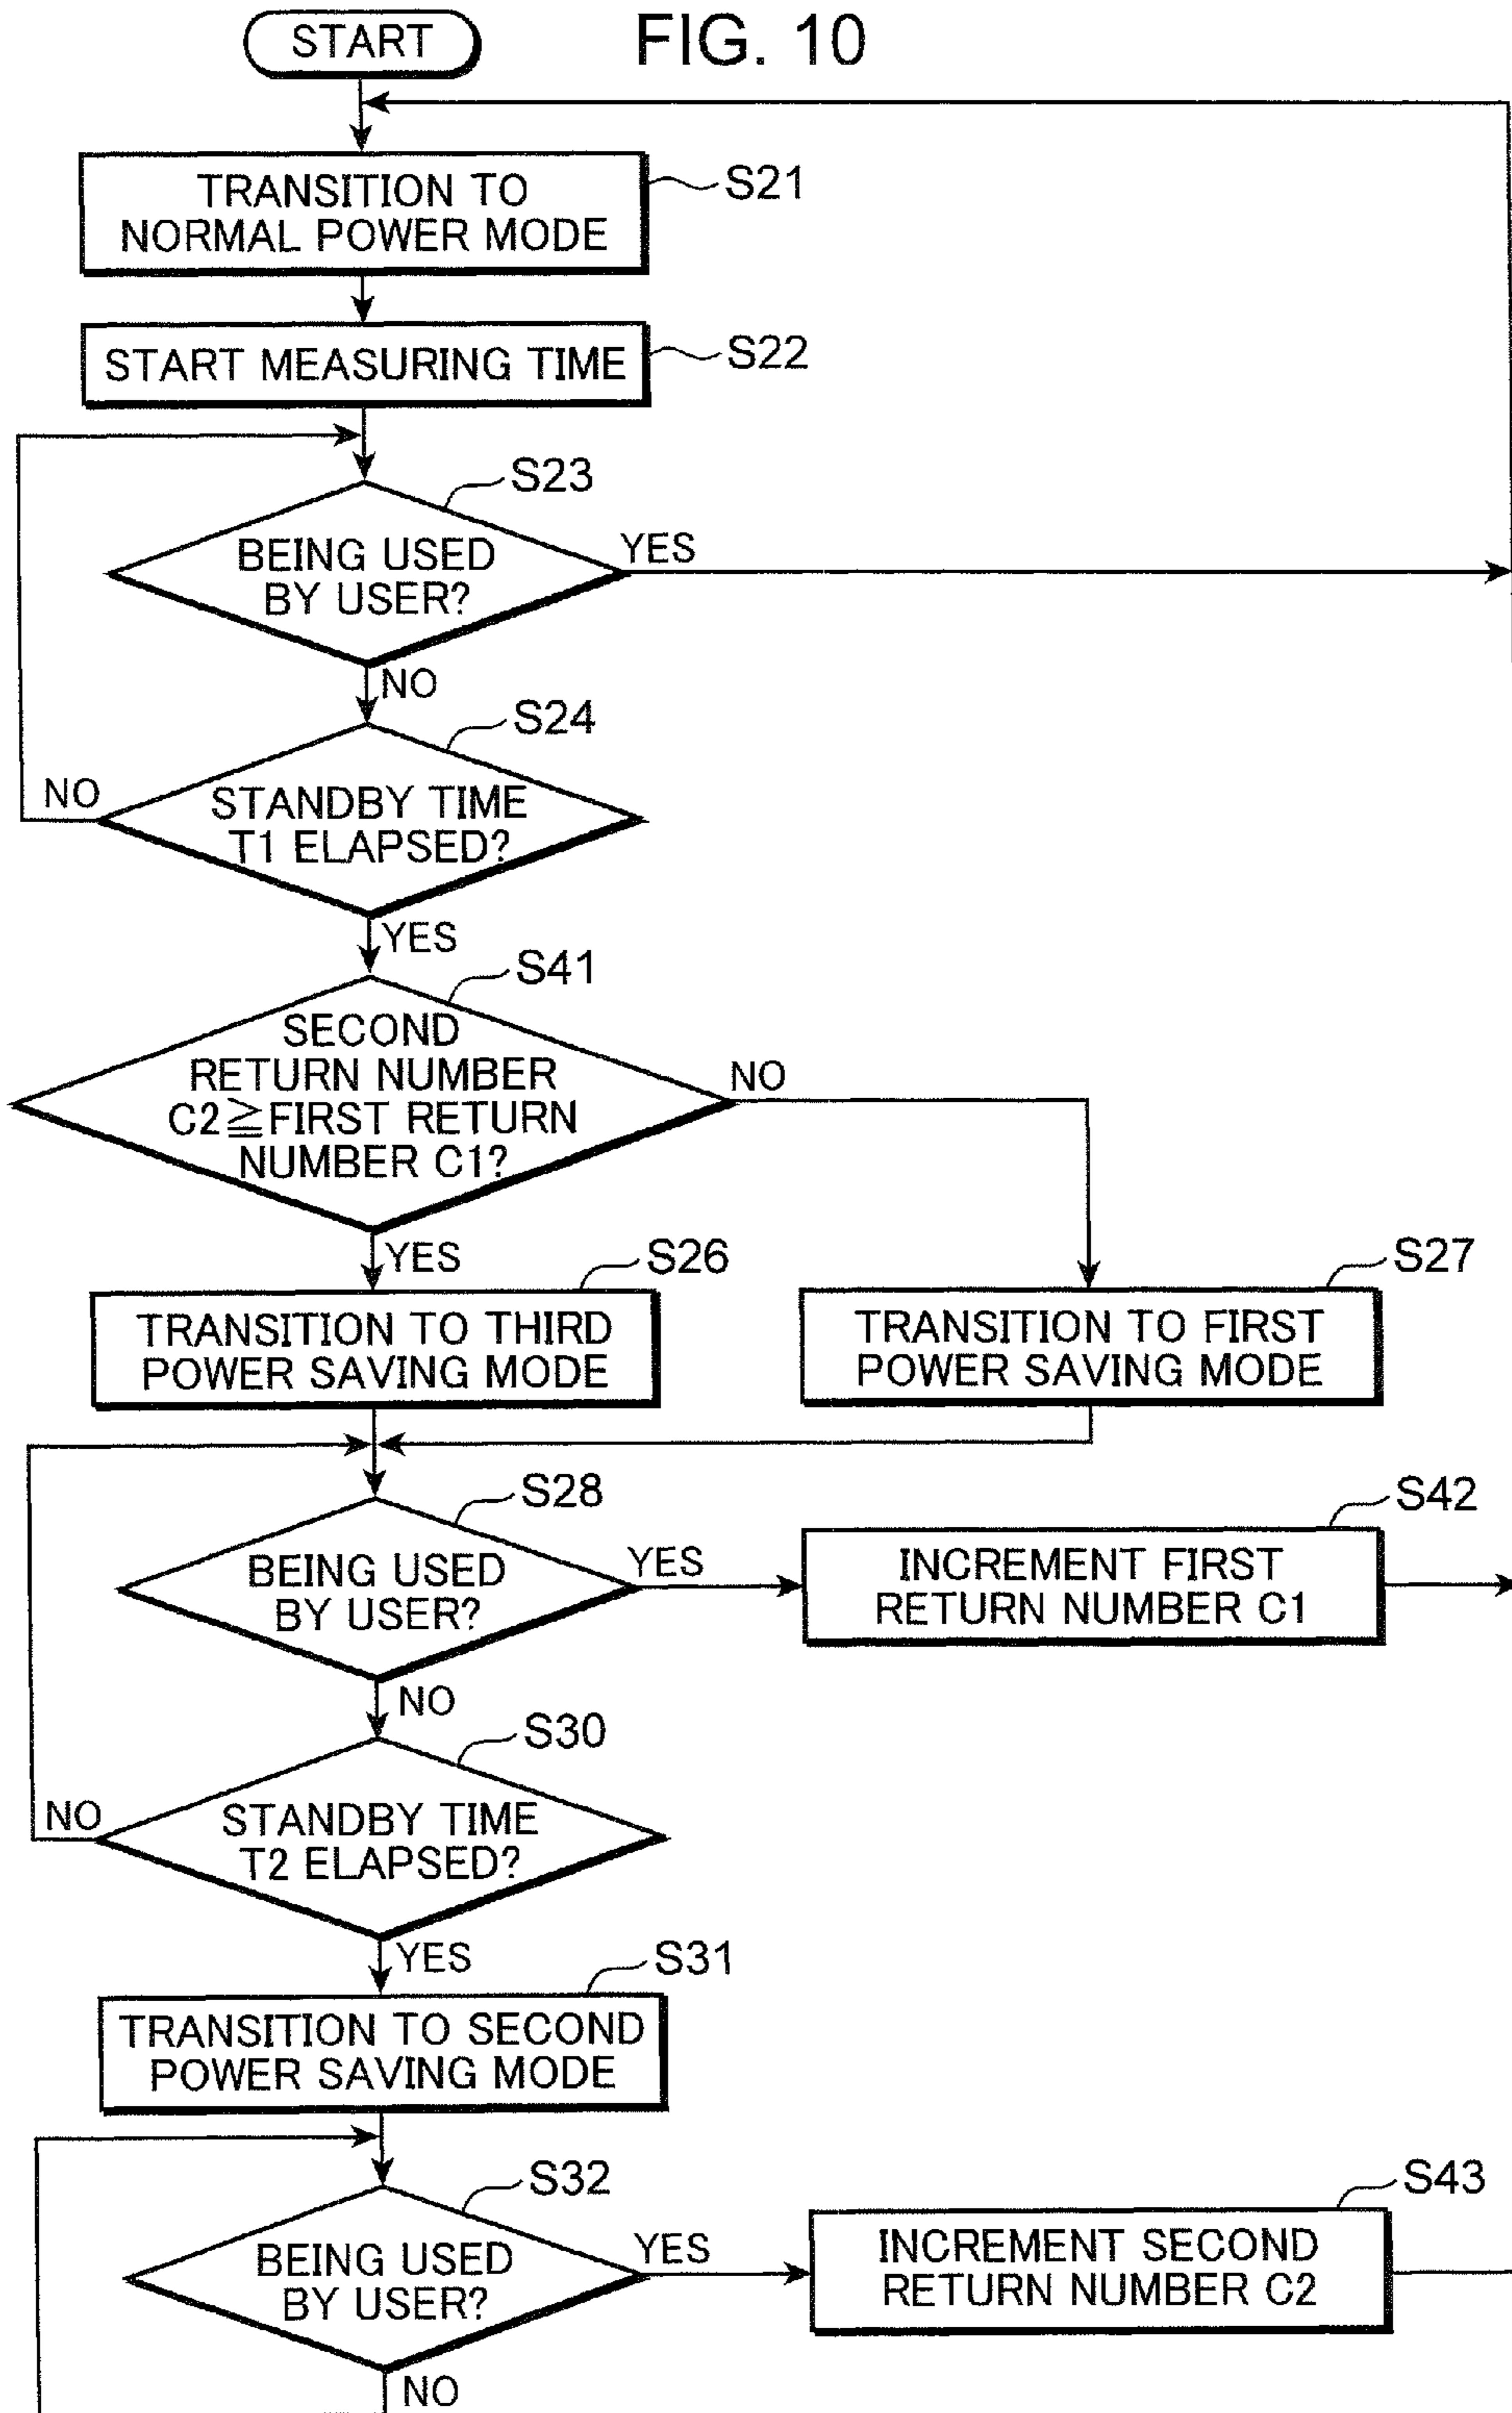 START
FIG. 10
TRANSITION TO
NORMAL POWER MODE
S21
START MEASURING TIME
S22
S23
BEING USED
BY USER?
YES
NO
S24
STANDBY TIME
T1 ELAPSED?
NO
YES
S41
SECOND
RETURN NUMBER
C2≧FIRST RETURN
NUMBER C1?
NO
YES
S26
TRANSITION TO THIRD
POWER SAVING MODE
S27
TRANSITION TO FIRST
POWER SAVING MODE
S28
BEING USED
BY USER?
YES
S42
INCREMENT FIRST
RETURN NUMBER C1
NO
S30
STANDBY TIME
T2 ELAPSED?
NO
YES
S31
TRANSITION TO SECOND
POWER SAVING MODE
S32
BEING USED
BY USER?
YES
S43
INCREMENT SECOND
RETURN NUMBER C2
NO